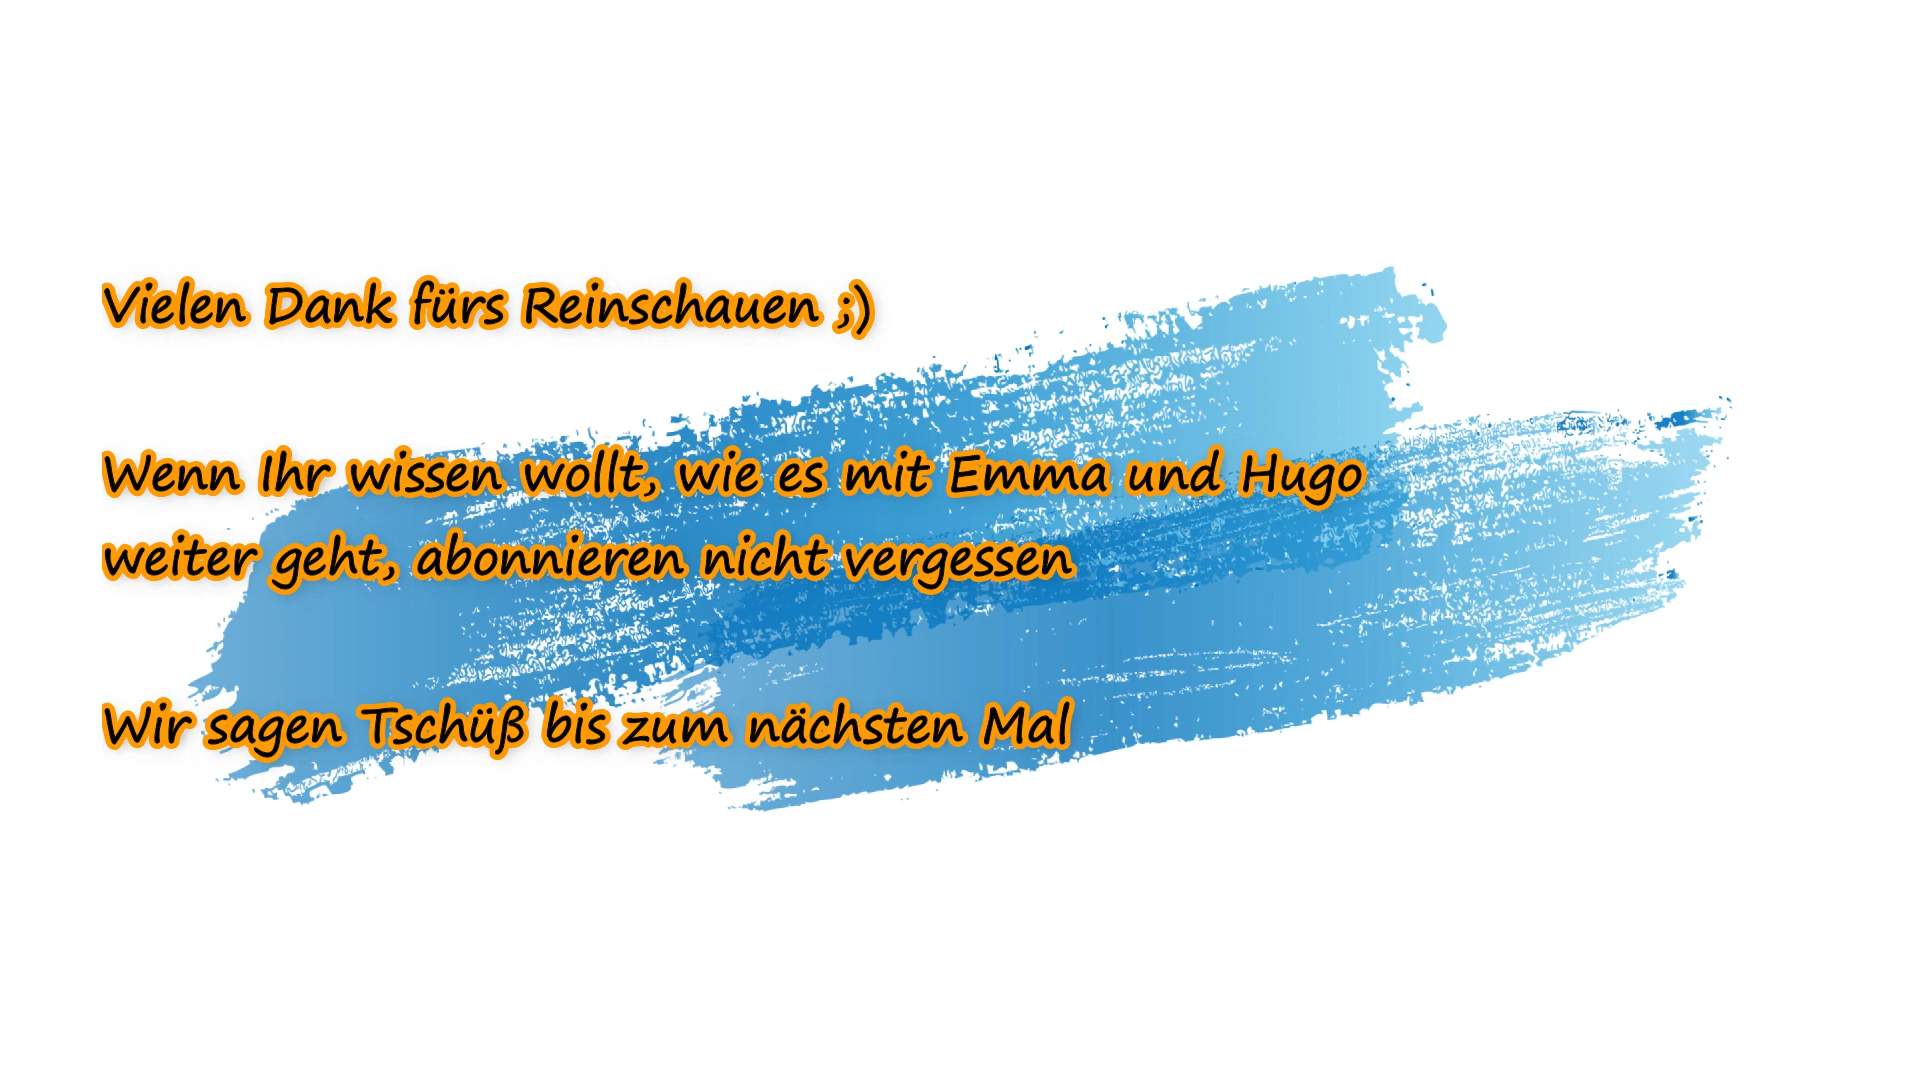 Vielen Dank fürs Reinschauen ;)
Wenn Ihr wissen wollt, wie es mit Emma und Hugo
weiter geht, abonnieren nicht vergessen
Wir sagen Tschüß bis zum nächsten Mal